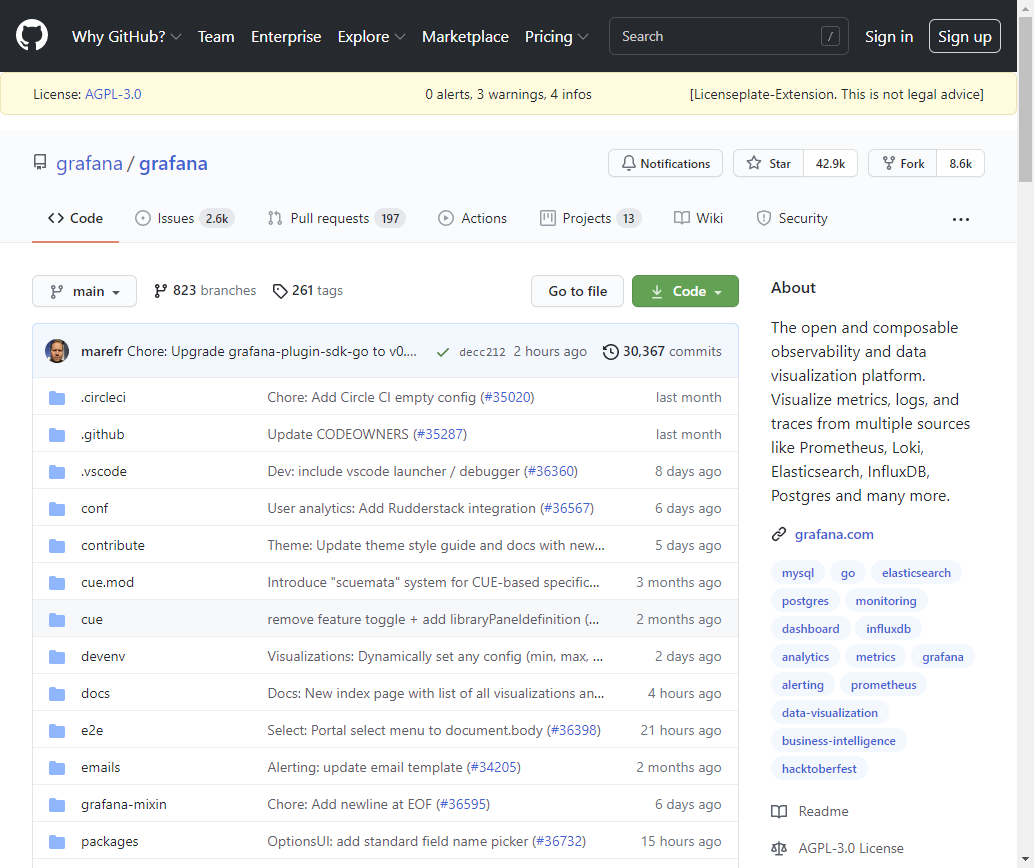 Why GitHub? Team Enterprise Explore Marketplace Pricing Search / Sign in Sign up
License: AGPL-3.0 0 alerts, 3 warnings, 4 infos [Licenseplate-Extension. This is not legal advice]
grafana / grafana Notifications Star 42.9k Fork 8.6k
Code Issues 2.6k Pull requests 197 Actions Projects 13 Wiki Security ...
main 823 branches 261 tags Go to file Code
marefr Chore: Upgrade grafana-plugin-sdk-go to v0.... decc212 2 hours ago 30,367 commits
.circleci Chore: Add Circle CI empty config (#35020) last month
.github Update CODEOWNERS (#35287) last month
.vscode Dev: include vscode launcher / debugger (#36360) 8 days ago
conf User analytics: Add Rudderstack integration (#36567) 6 days ago
contribute Theme: Update theme style guide and docs with new... 5 days ago
cue.mod Introduce "scuemata" system for CUE-based specific... 3 months ago
cue remove feature toggle + add libraryPaneldefinition (... 2 months ago
devenv Visualizations: Dynamically set any config (min, max, ... 2 days ago
docs Docs: New index page with list of all visualizations an... 4 hours ago
e2e Select: Portal select menu to document.body (#36398) 21 hours ago
emails Alerting: update email template (#34205) 2 months ago
grafana-mixin Chore: Add newline at EOF (#36595) 6 days ago
packages OptionsUI: add standard field name picker (#36732) 15 hours ago
About
The open and composable
observability and data
visualization platform.
Visualize metrics, logs, and
traces from multiple sources
like Prometheus, Loki,
Elasticsearch, InfluxDB,
Postgres and many more.
grafana.com
mysql go elasticsearch
postgres monitoring
dashboard influxdb
analytics metrics grafana
alerting prometheus
data-visualization
business-intelligence
hacktoberfest
Readme
AGPL-3.0 License